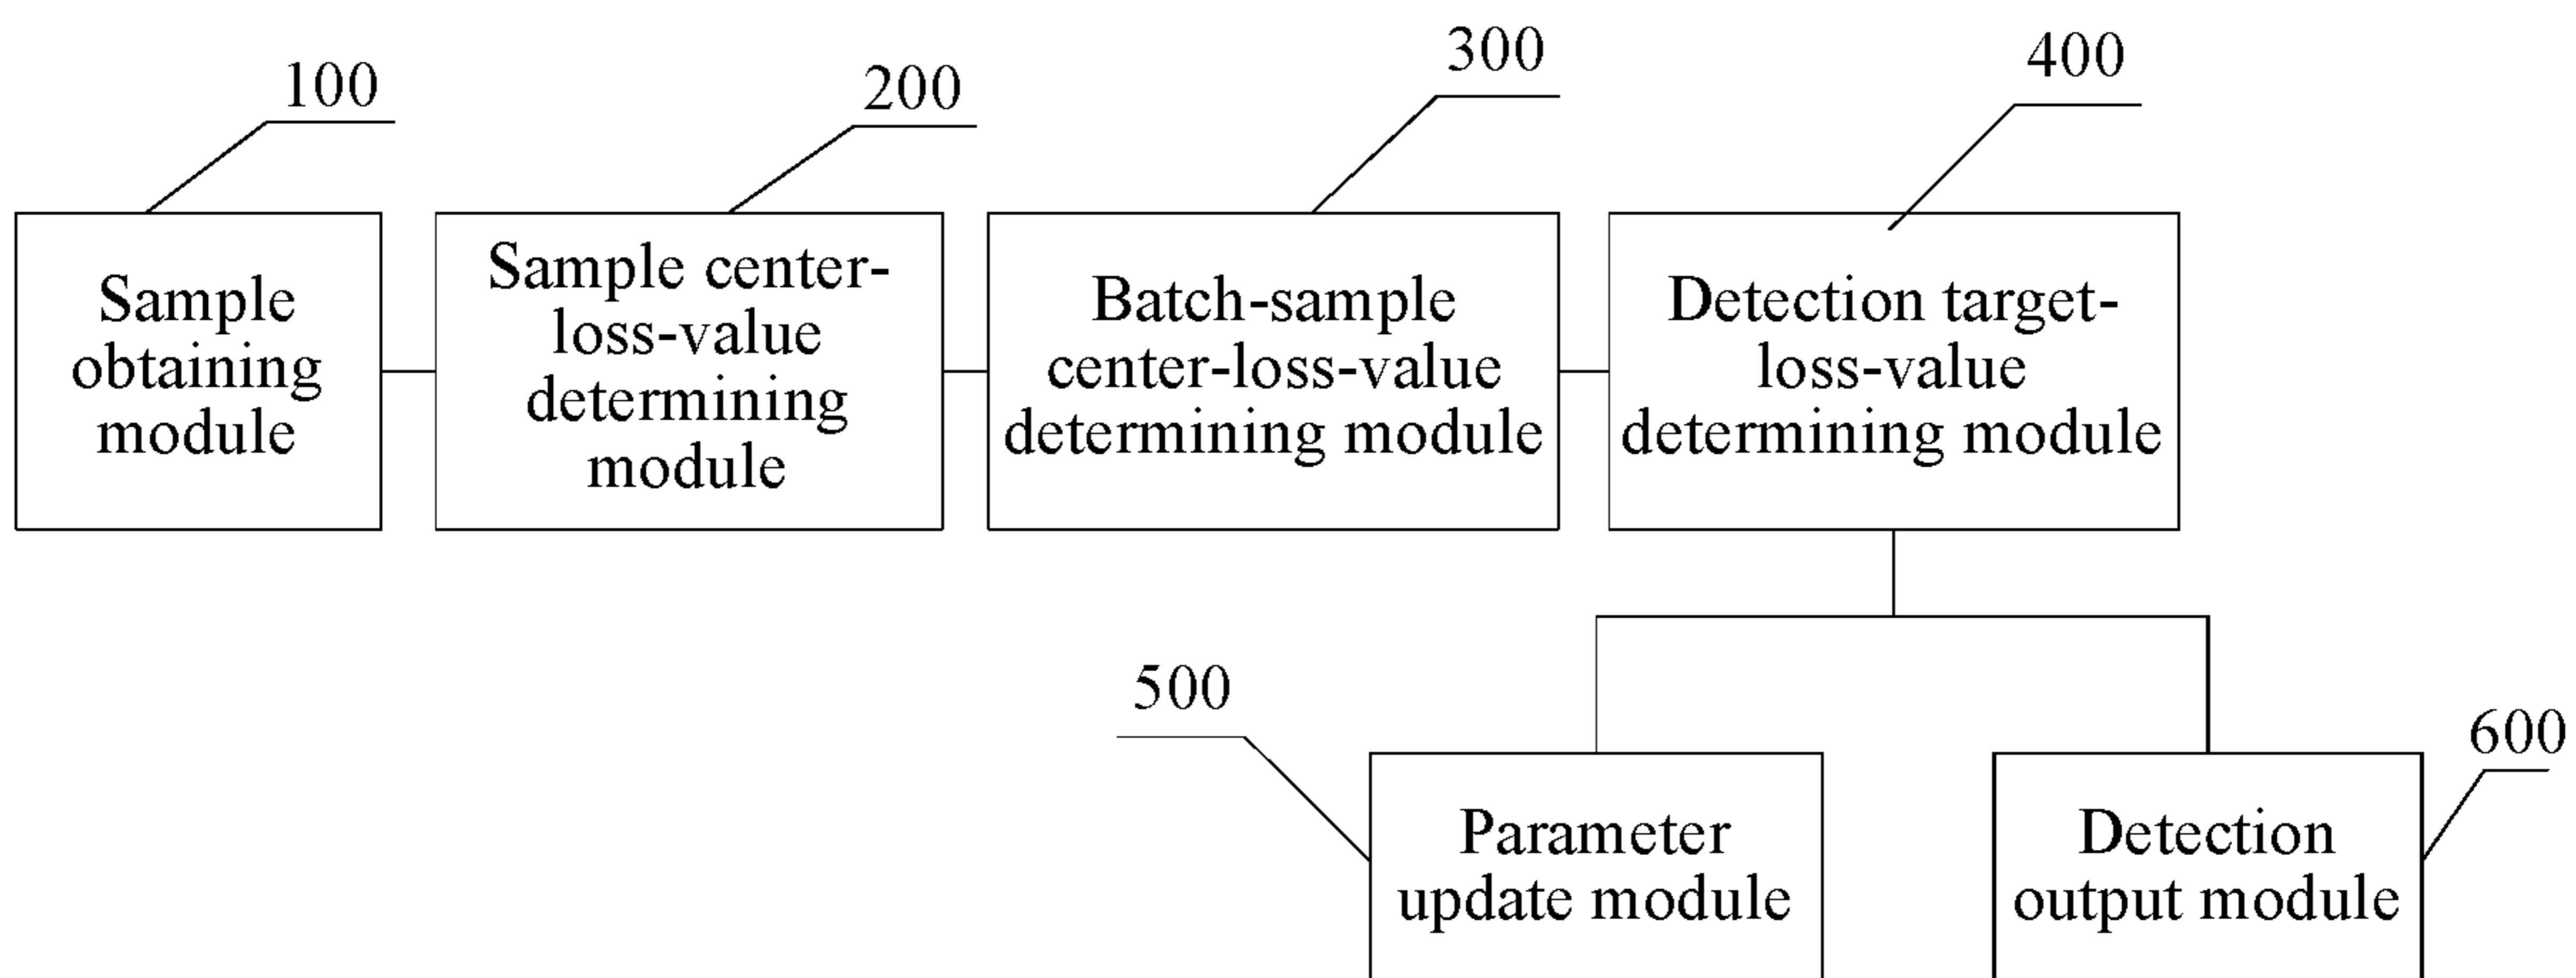 100
200
300
400
Sample
obtaining
module
Sample center-
loss-value
determining
module
Batch-sample
center-loss-value
determining module
Detection target-
loss-value
determining module
500
600
Parameter
update module
Detection
output module